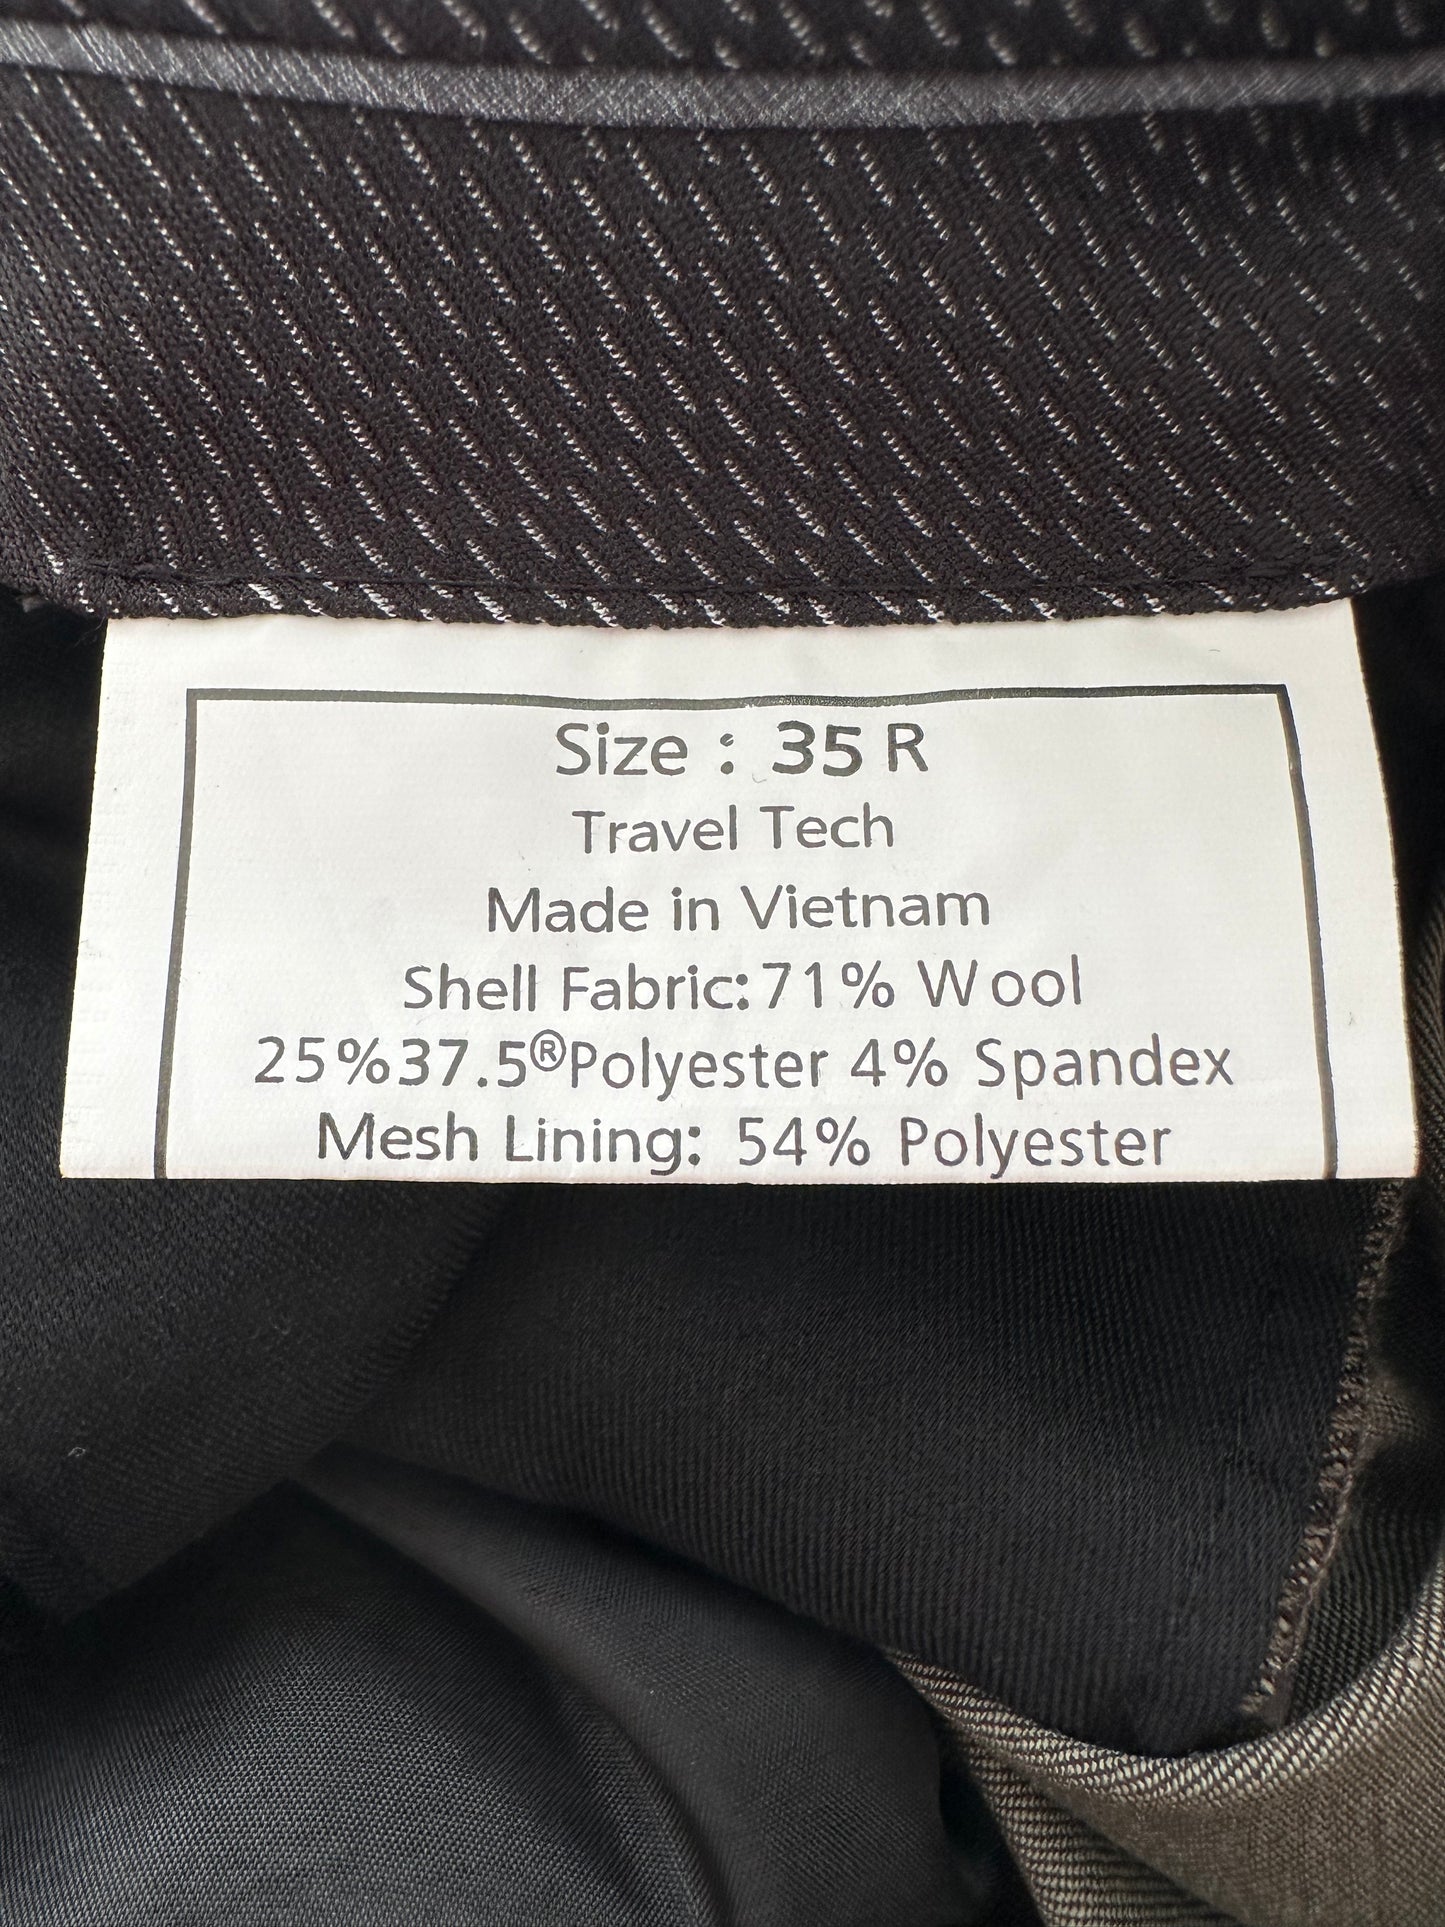 Size : 35 R
Travel Tech
Made in Vietnam
Shell Fabric: 71% Wool
25%37.5®Polyester 4% Spandex
Mesh Lining: 54% Polyester